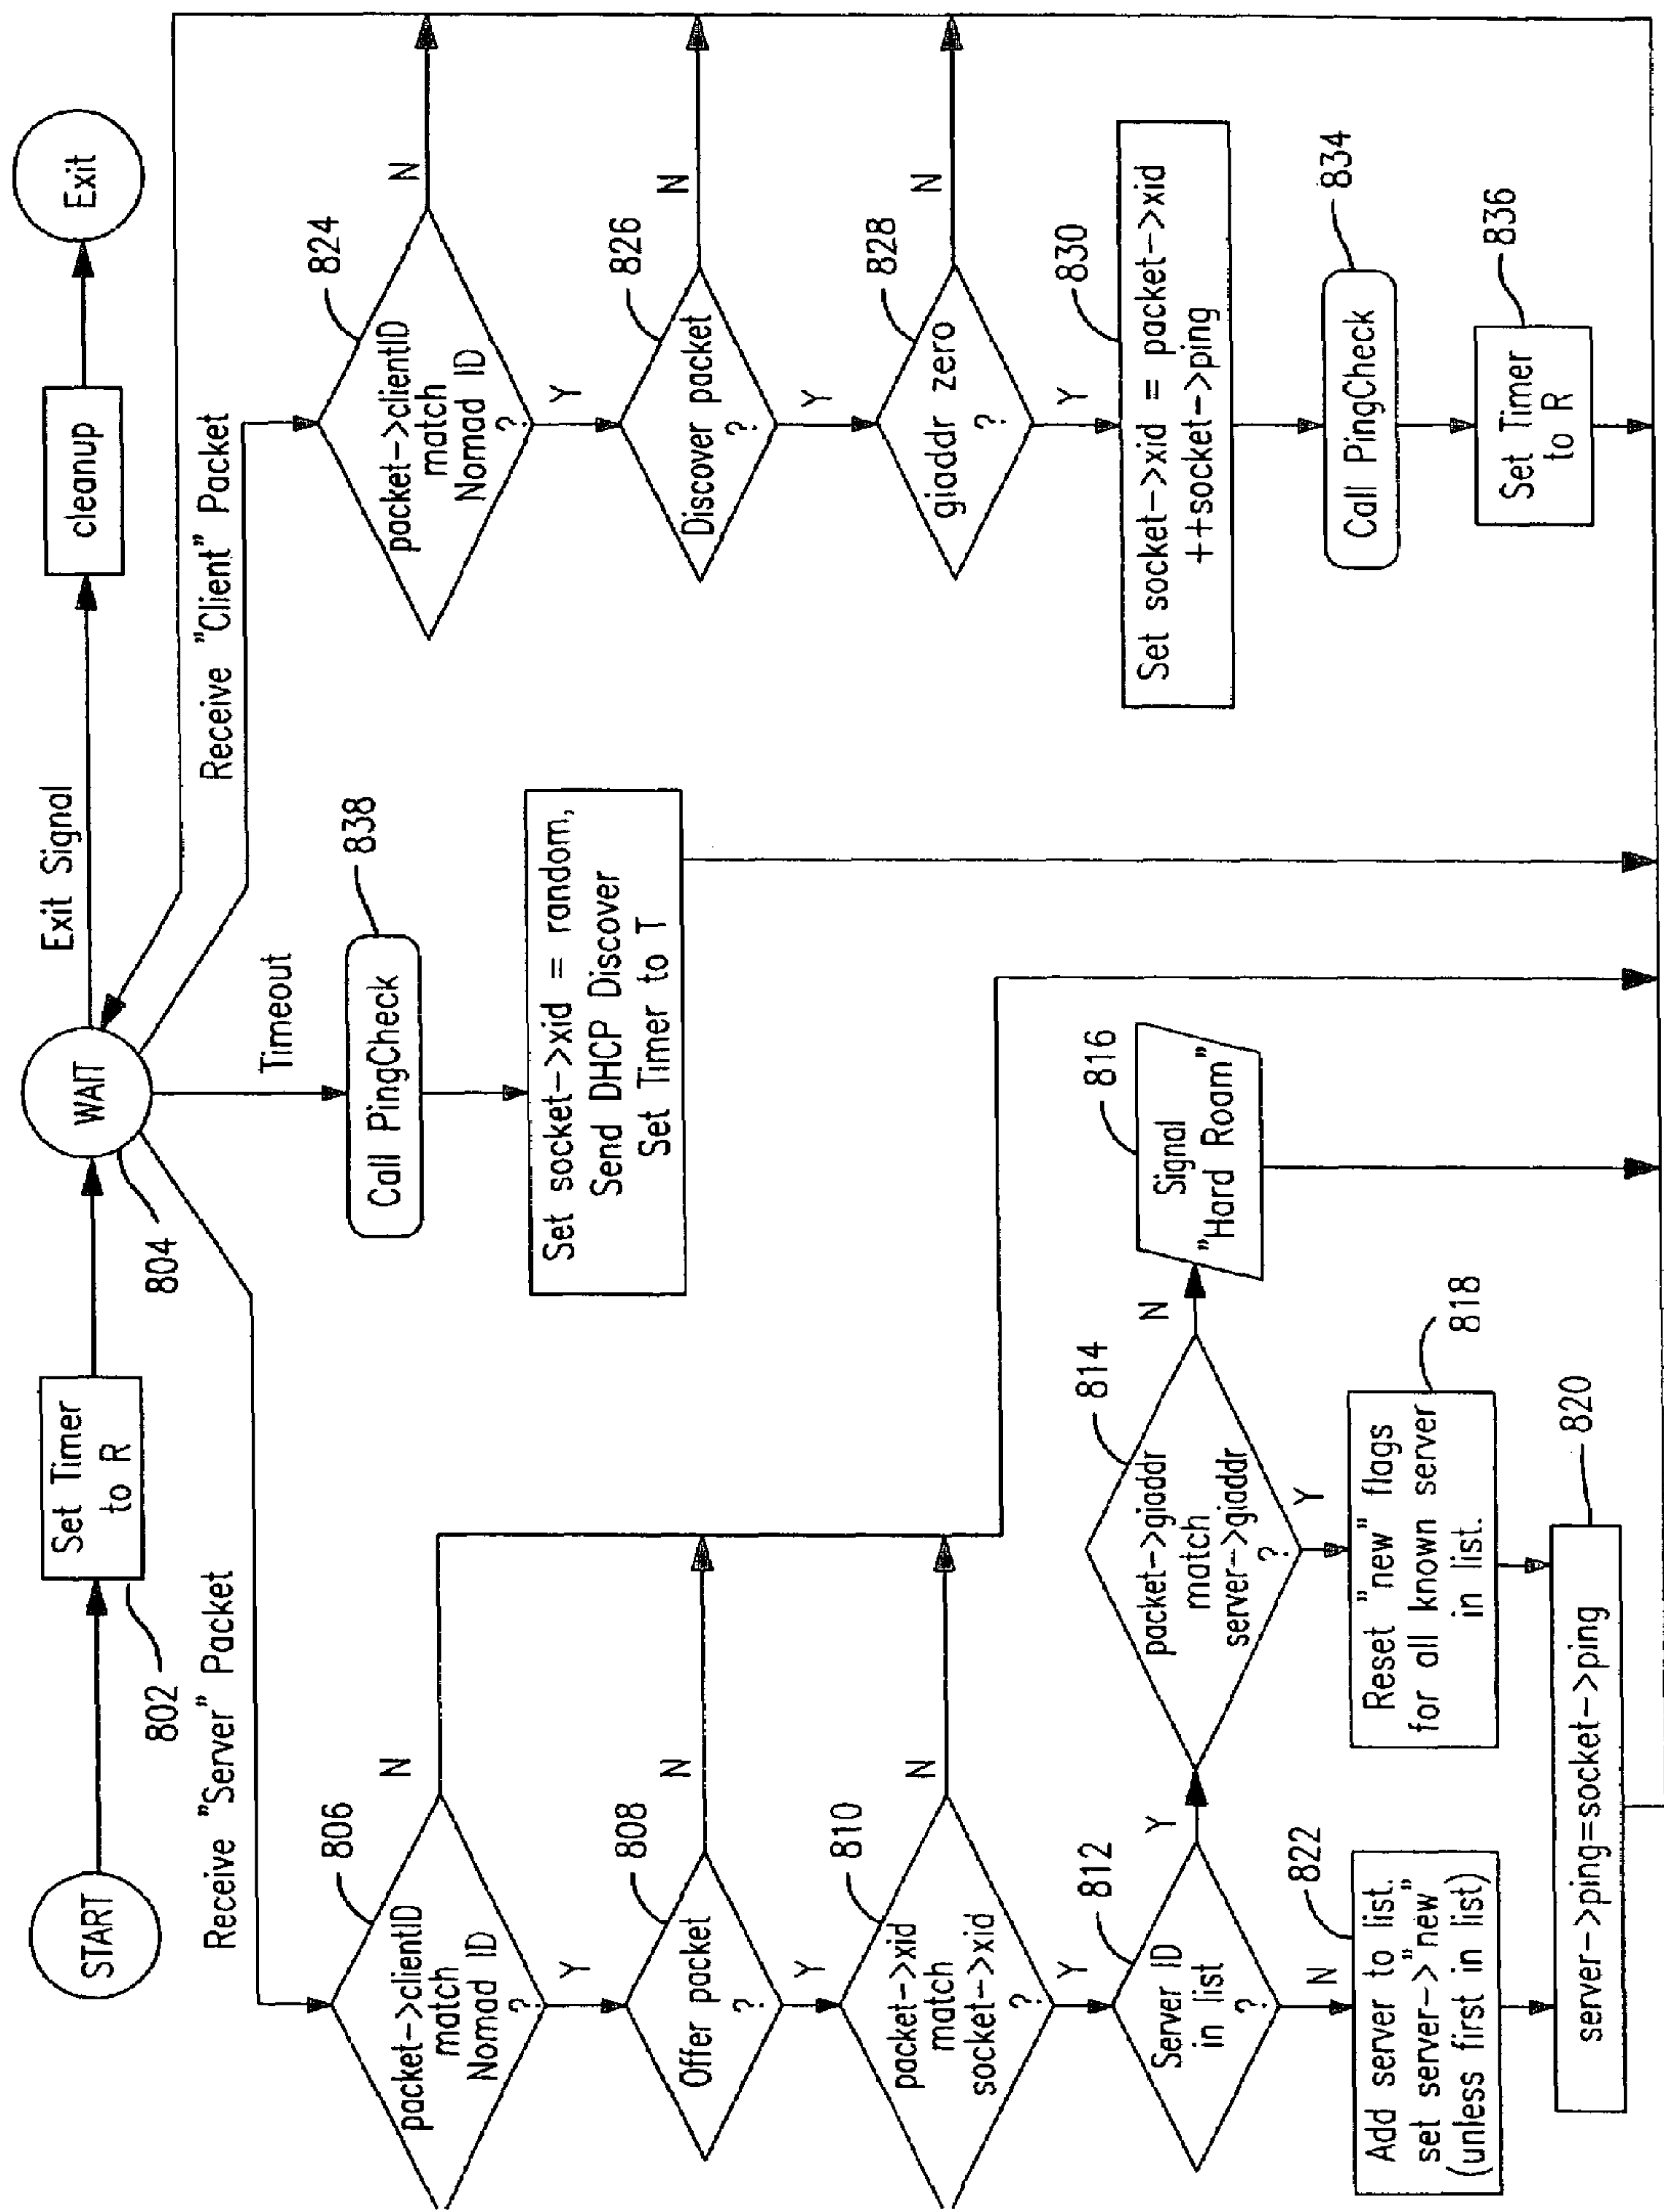 START
Set Timer
to R
802
WAIT
804
Exit Signal
cleanup
Exit
Receive "Server" Packet
Timeout
Receive "Client" Packet
packet->clientID
match
Nomad ID
?
806
N
Y
Offer packet
?
808
N
Y
packet->xid
match
socket->xid
?
810
N
Y
Server ID
in list
?
812
Y
N
packet->giaddr
match
server->giaddr
?
814
N
Y
Signal
"Hard Roam"
816
Reset "new" flags
for all known server
in list.
818
Add server to list.
set server->"new"
(unless first in list)
822
server->ping=socket->ping
820
Call PingCheck
838
Set socket->xid = random,
Send DHCP Discover
Set Timer to T
packet->clientID
match
Nomad ID
?
824
N
Y
Discover packet
?
826
N
Y
giaddr zero
?
828
N
Y
Set socket->xid = packet->xid
++socket->ping
830
Call PingCheck
834
Set Timer
to R
836